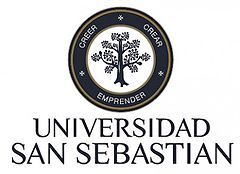 CREER CREAR
EMPRENDER
UNIVERSIDAD
SAN SEBASTIAN